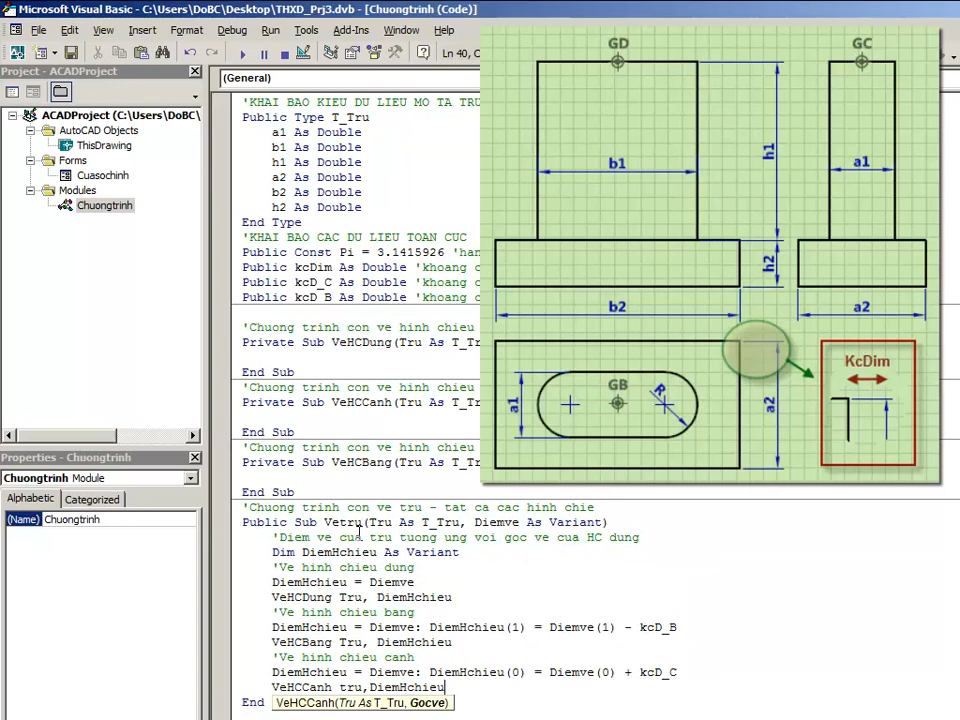 Microsoft Visual Basic - C:\Users\DoBC\Desktop\THXD_Prj3.dvb - [Chuongtrinh (Code)]
File Edit View Insert Format Debug Run Tools Add-Ins Window Help
Ln 40,
Project - ACADProject
(General)
ACADProject (C:\Users\
AutoCAD Objects
ThisDrawing
Forms
Cuasochinh
Modules
Chuongtrinh
Properties - Chuongtrinh
Chuongtrinh Module
Alphabetic Categorized
(Name) Chuongtrinh
'KHAI BAO KIEU DU LIEU MO TA TRU
Public Type T_Tru
a1 As Double
b1 As Double
h1 As Double
a2 As Double
b2 As Double
h2 As Double
End Type
'KHAI BAO CAC DU LIEU TOAN CUC
Public Const Pi = 3.1415926 'han
Public kcDim As Double 'khoang c
Public kcD_C As Double 'khoang c
Public kcD_B As Double 'khoang c
'Chuong trinh con ve hinh chieu
Private Sub VeHCDung(Tru As T_Tr
End Sub
'Chuong trinh con ve hinh chieu
Private Sub VeHCCanh(Tru As T_Tr
End Sub
'Chuong trinh con ve hinh chieu
Private Sub VeHCBang(Tru As T_Tr
End Sub
'Chuong trinh con ve tru - tat ca cac hinh chie
Public Sub Vetru(Tru As T_Tru, Diemve As Variant)
'Diem ve cua tru tuong ung voi goc ve cua HC dung
Dim DiemHchieu As Variant
'Ve hinh chieu dung
DiemHchieu = Diemve
VeHCDung Tru, DiemHchieu
'Ve hinh chieu bang
DiemHchieu = Diemve: DiemHchieu(1) = Diemve(1) - kcD_B
VeHCBang Tru, DiemHchieu
'Ve hinh chieu canh
DiemHchieu = Diemve: DiemHchieu(0) = Diemve(0) + kcD_C
VeHCCanh tru,DiemHchieu
End
VeHCCanh(Tru As T_Tru, Gocve)
GD
GC
b1
h1
a1
h2
b2
a2
a1
GB
R
a2
KcDim